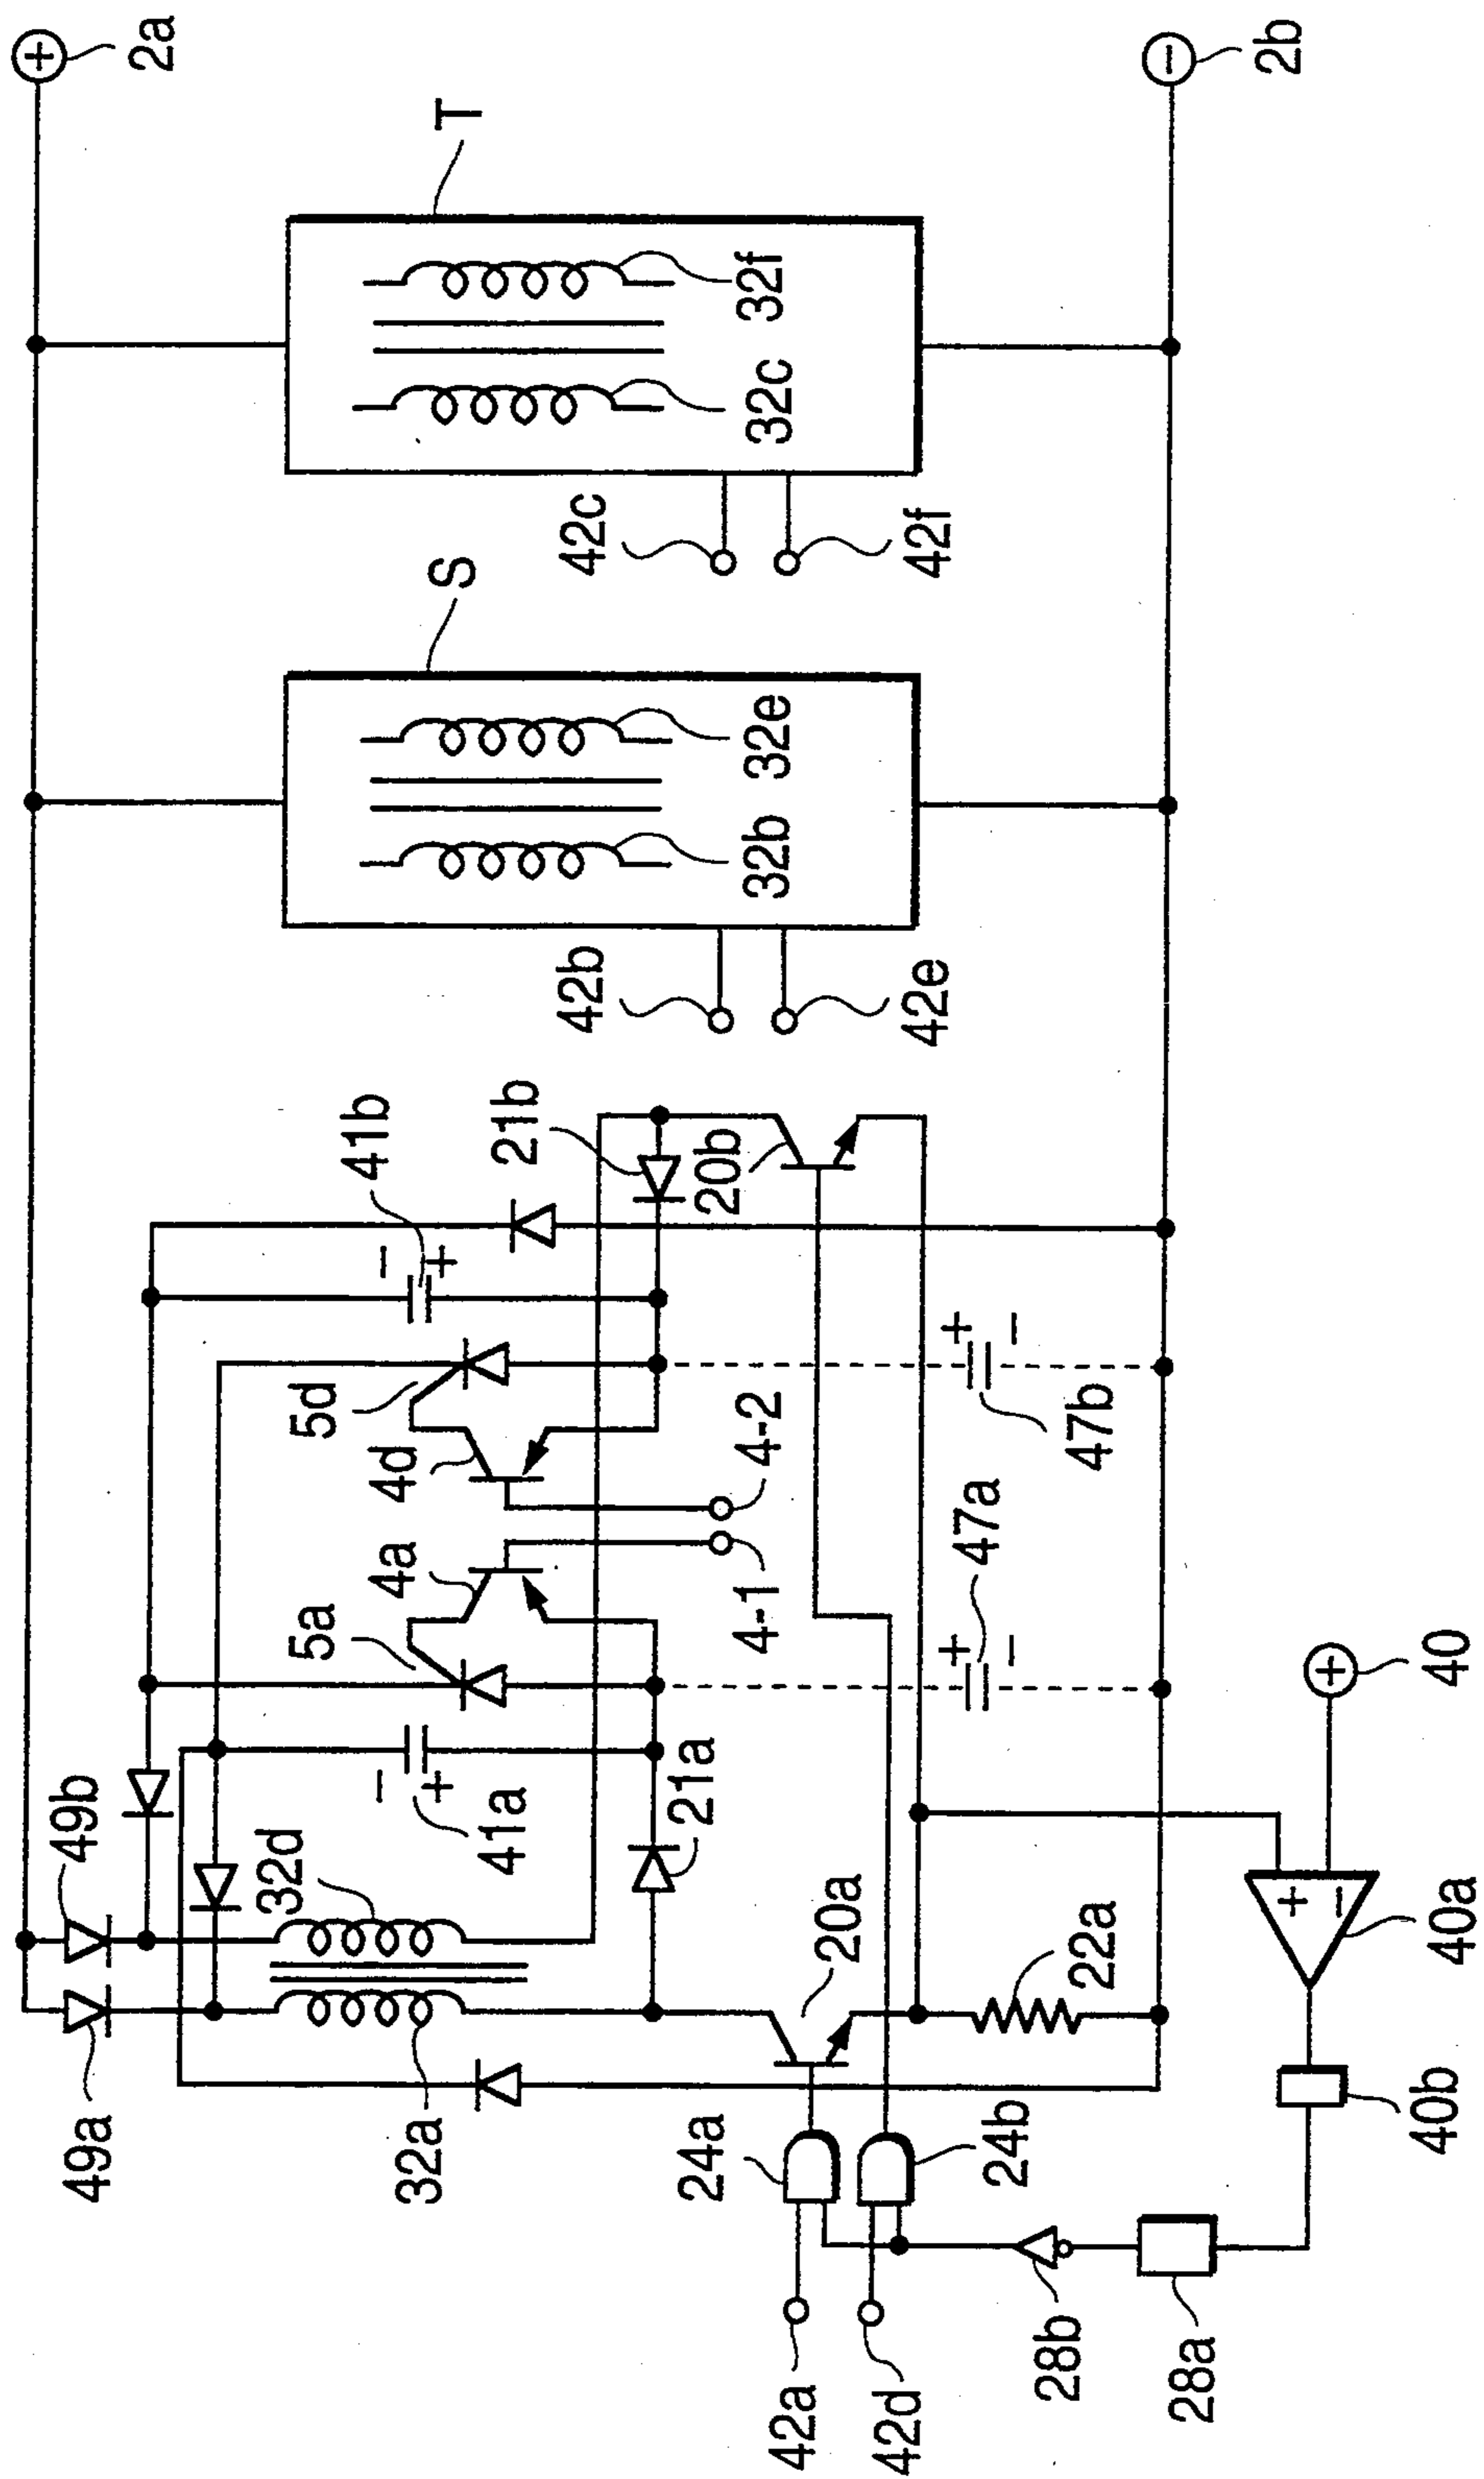 +
2a
T
32f
32c
42c
42f
S
32e
32b
42b
42e
−
2b
41b
−
+
21b
20b
5d
4d
4-2
+
−
47b
4a
4-1
5a
+
−
47a
49b
32d
−
+
41a
21a
20a
22a
+
40
+
−
40a
40b
49a
32a
24a
24b
28b
28a
42a
42d